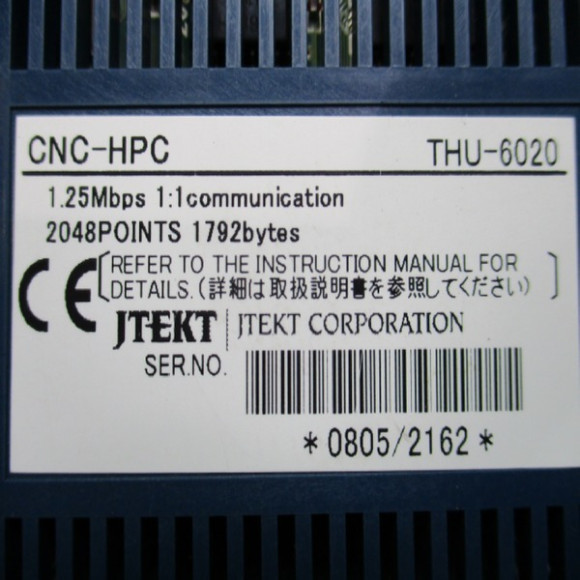 CNC-HPC THU-6020
1.25Mbps 1:1communication
2048POINTS 1792bytes
CE
REFER TO THE INSTRUCTION MANUAL FOR
DETAILS.(詳細は取扱説明書を参照してください)
JTEKT JTEKT CORPORATION
SER.NO.
*0805/2162*